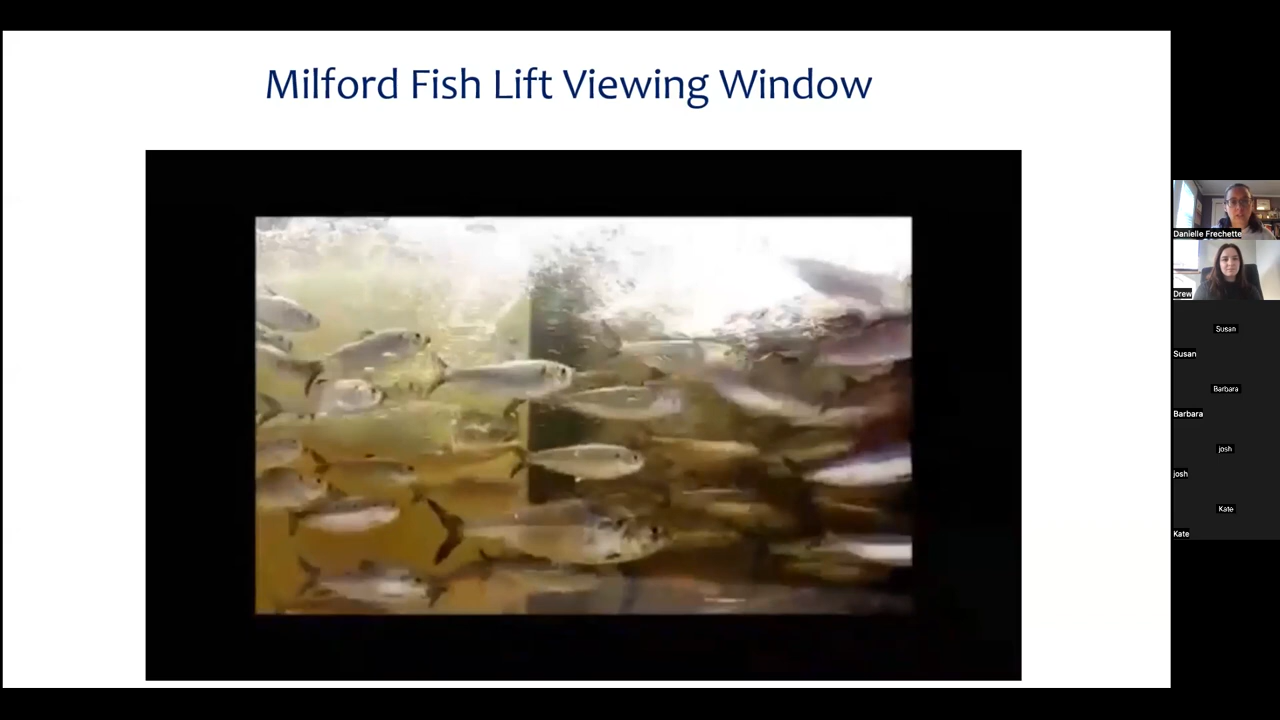 Milford Fish Lift Viewing Window
Danielle Frechette
Drew
Susan
Susan
Barbara
Barbara
josh
josh
Kate
Kate